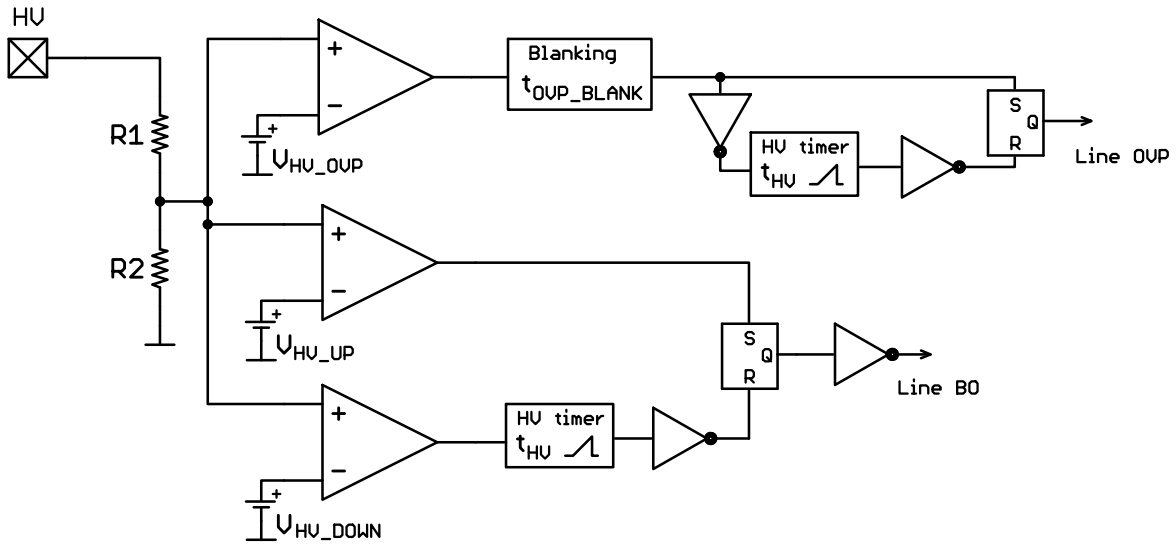 HV
R1
R2
+
−
+
VHV_OVP
Blanking
tOVP_BLANK
HV timer
tHV
S
Q
R
Line OVP
+
−
+
VHV_UP
S
Q
R
Line BO
+
−
+
VHV_DOWN
HV timer
tHV